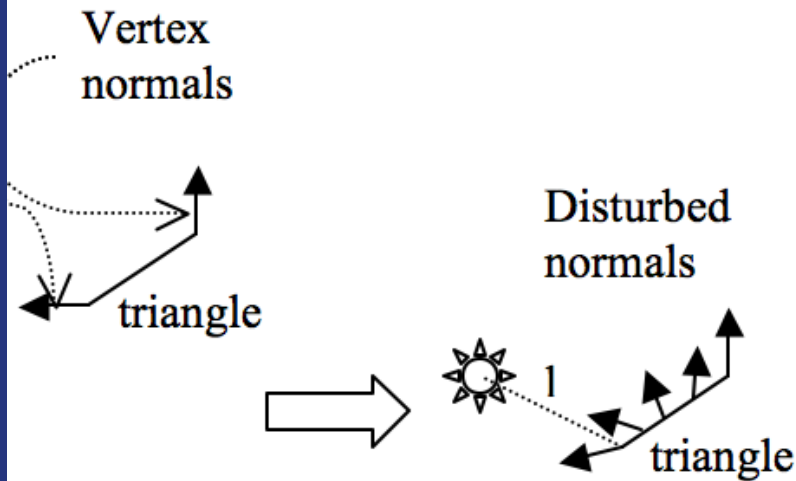 Vertex
normals
triangle
Disturbed
normals
l
triangle